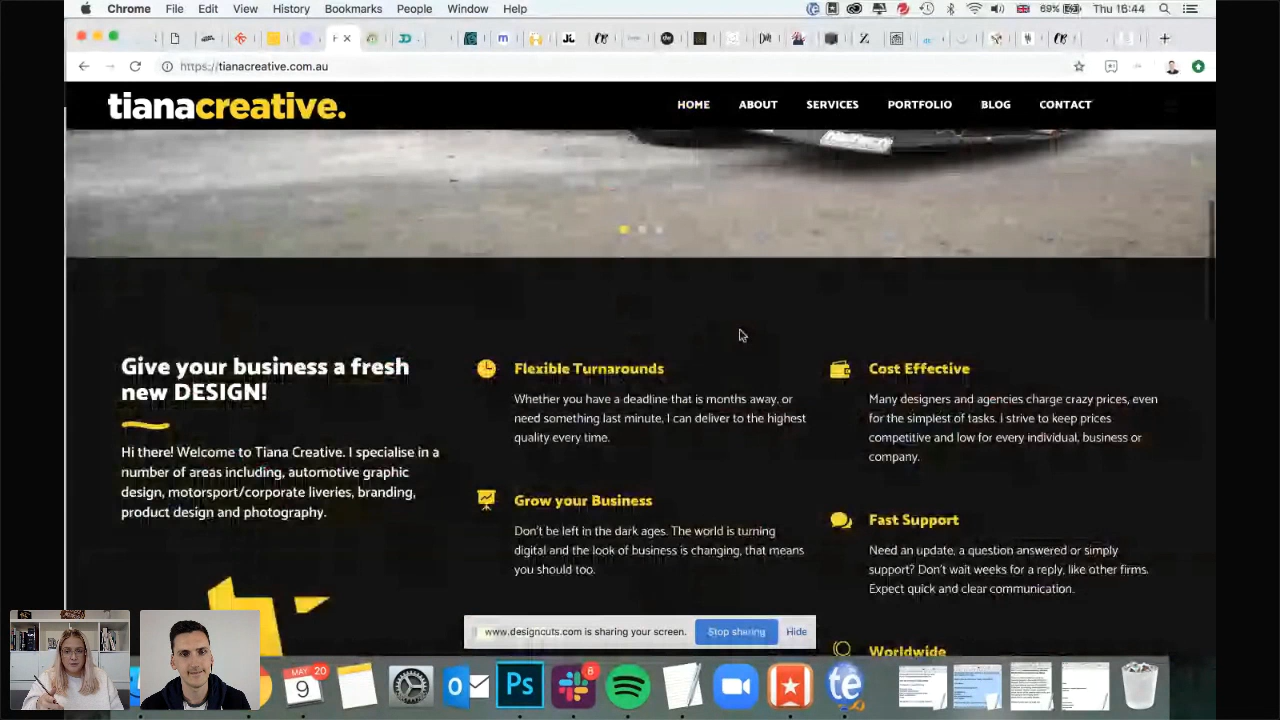 Chrome File Edit View History Bookmarks People Window Help 69% Thu 16:44
https://tianacreative.com.au
tianacreative.
HOME ABOUT SERVICES PORTFOLIO BLOG CONTACT
Give your business a fresh
new DESIGN!
Hi there! Welcome to Tiana Creative. I specialise in a
number of areas including, automotive graphic
design, motorsport/corporate liveries, branding,
product design and photography.
Flexible Turnarounds
Whether you have a deadline that is months away, or
need something last minute, I can deliver to the highest
quality every time.
Grow your Business
Don't be left in the dark ages. The world is turning
digital and the look of business is changing, that means
you should too.
Cost Effective
Many designers and agencies charge crazy prices, even
for the simplest of tasks. I strive to keep prices
competitive and low for every individual, business or
company.
Fast Support
Need an update, a question answered or simply
support? Don't wait weeks for a reply, like other firms.
Expect quick and clear communication.
Worldwide
www.designcuts.com is sharing your screen. Stop sharing Hide
MAY 20
9
Ps
6
te